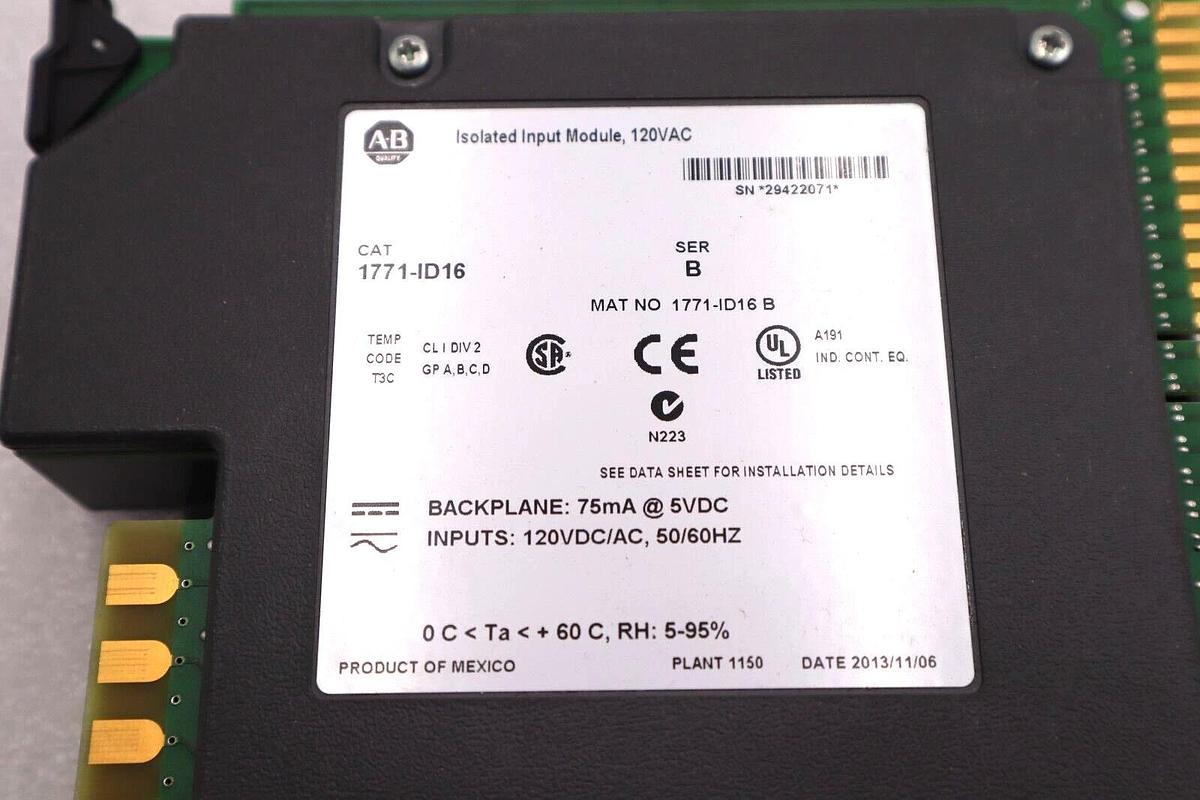 A·B
QUALITY
Isolated Input Module, 120VAC
SN *29422071*
CAT
1771-ID16
SER
B
MAT NO 1771-ID16 B
TEMP
CODE
T3C
CL I DIV 2
GP A,B,C,D
SA
CE
UL
LISTED
A191
IND. CONT. EQ.
N223
SEE DATA SHEET FOR INSTALLATION DETAILS
BACKPLANE: 75mA @ 5VDC
INPUTS: 120VDC/AC, 50/60HZ
0 C < Ta < + 60 C, RH: 5-95%
PRODUCT OF MEXICO
PLANT 1150
DATE 2013/11/06